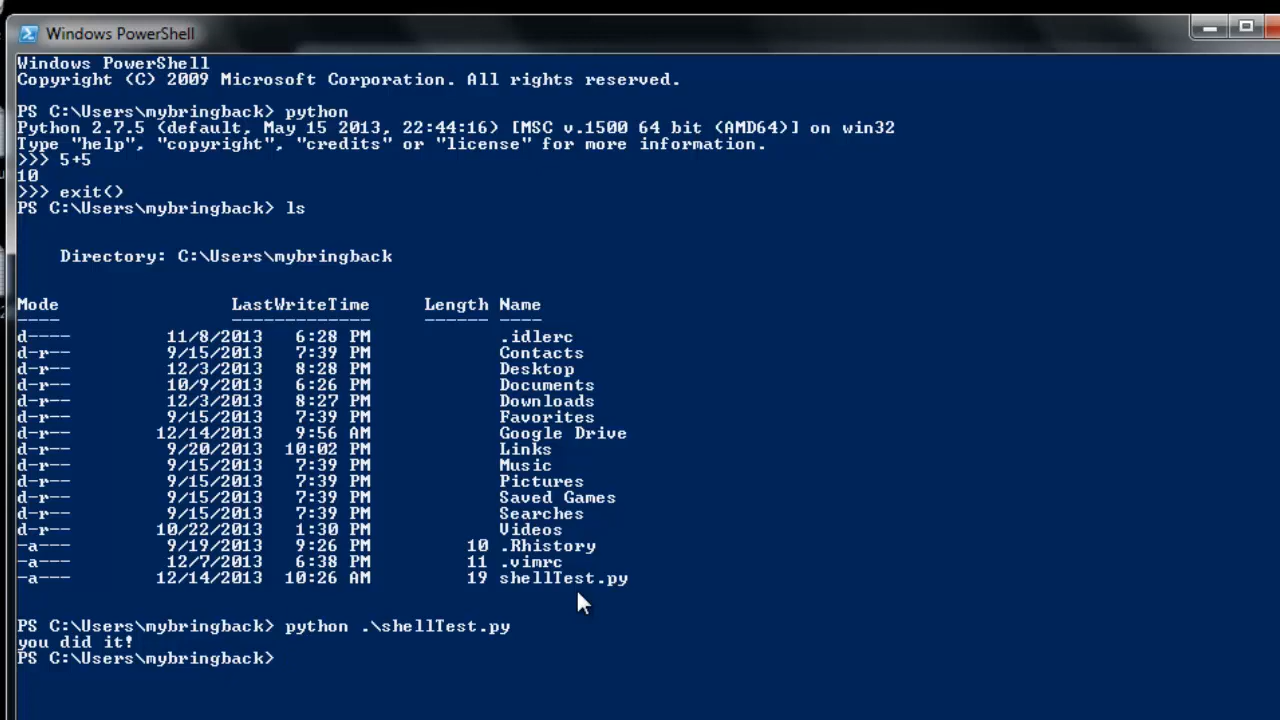 Windows PowerShell
Windows PowerShell
Copyright (C) 2009 Microsoft Corporation. All rights reserved.
PS C:\Users\mybringback> python
Python 2.7.5 (default, May 15 2013, 22:44:16) [MSC v.1500 64 bit (AMD64)] on win32
Type "help", "copyright", "credits" or "license" for more information.
>>> 5+5
10
>>> exit()
PS C:\Users\mybringback> ls
Directory: C:\Users\mybringback
Mode LastWriteTime Length Name
---- ------------- ------ ----
d---- 11/8/2013 6:28 PM .idlerc
d-r-- 9/15/2013 7:39 PM Contacts
d-r-- 12/3/2013 8:28 PM Desktop
d-r-- 10/9/2013 6:26 PM Documents
d-r-- 12/3/2013 8:27 PM Downloads
d-r-- 9/15/2013 7:39 PM Favorites
d-r-- 12/14/2013 9:56 AM Google Drive
d-r-- 9/20/2013 10:02 PM Links
d-r-- 9/15/2013 7:39 PM Music
d-r-- 9/15/2013 7:39 PM Pictures
d-r-- 9/15/2013 7:39 PM Saved Games
d-r-- 9/15/2013 7:39 PM Searches
d-r-- 10/22/2013 1:30 PM Videos
-a--- 9/19/2013 9:26 PM 10 .Rhistory
-a--- 12/7/2013 6:38 PM 11 .vimrc
-a--- 12/14/2013 10:26 AM 19 shellTest.py
PS C:\Users\mybringback> python .\shellTest.py
you did it!
PS C:\Users\mybringback>